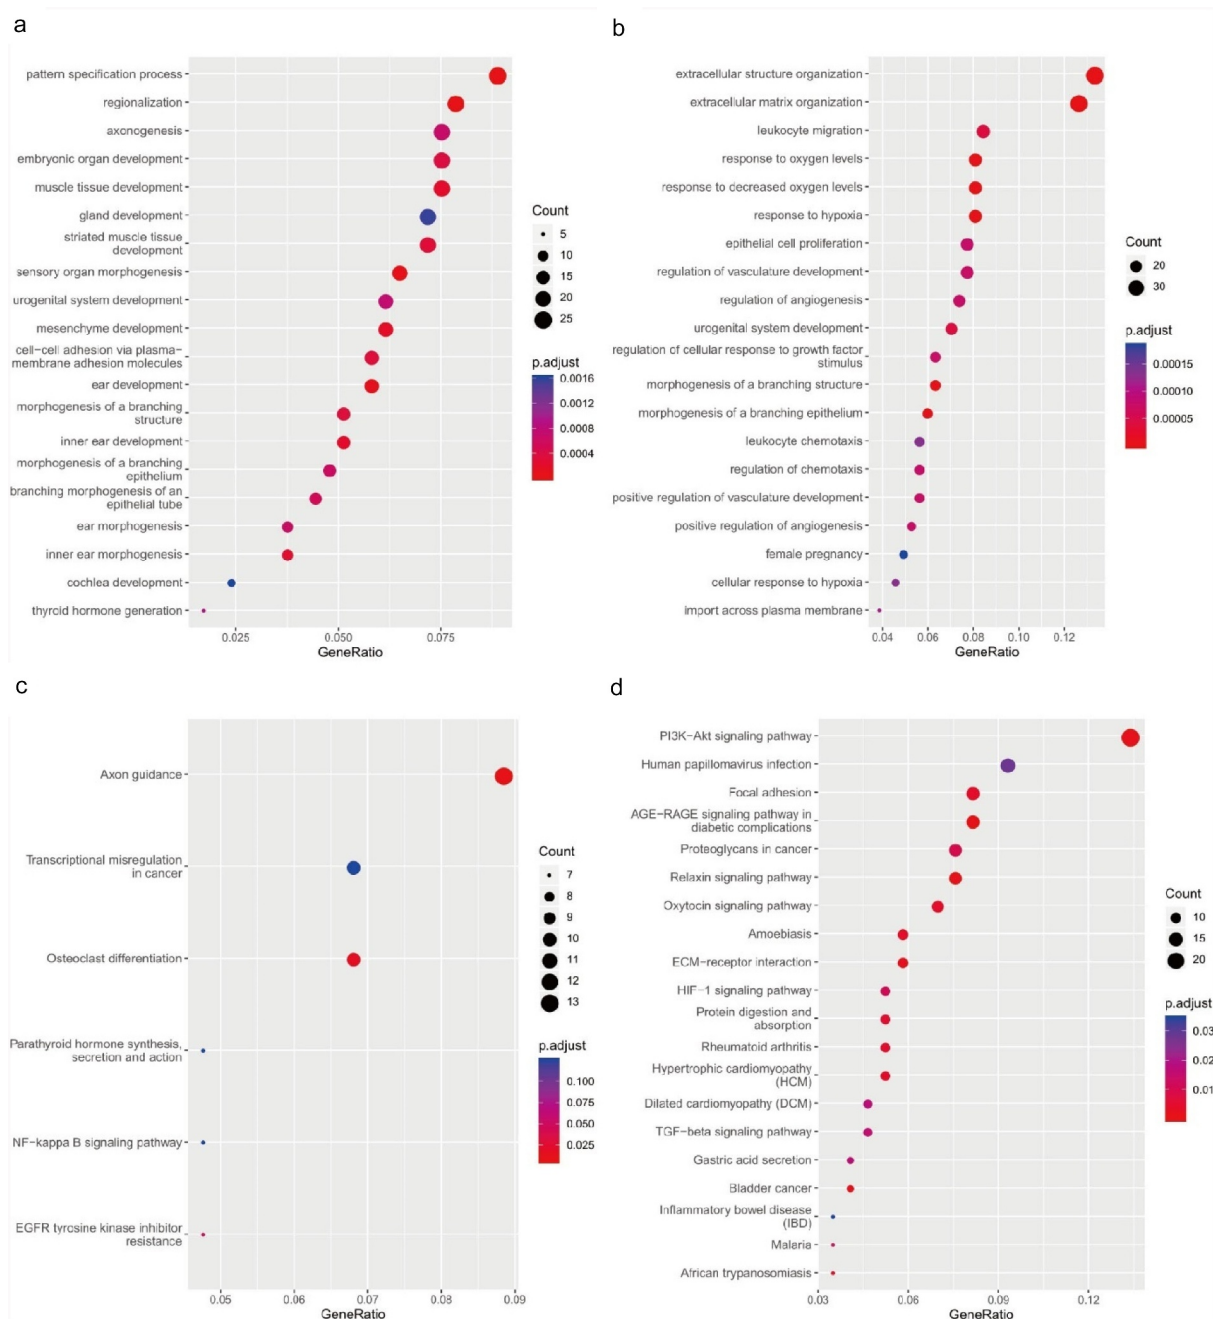 a
pattern specification process
regionalization
axonogenesis
embryonic organ development
muscle tissue development
gland development
striated muscle tissue
development
sensory organ morphogenesis
urogenital system development
mesenchyme development
cell−cell adhesion via plasma−
membrane adhesion molecules
ear development
morphogenesis of a branching
structure
inner ear development
morphogenesis of a branching
epithelium
branching morphogenesis of an
epithelial tube
ear morphogenesis
inner ear morphogenesis
cochlea development
thyroid hormone generation
0.025 0.050 0.075
GeneRatio
Count
5
10
15
20
25
p.adjust
0.0016
0.0012
0.0008
0.0004
b
extracellular structure organization
extracellular matrix organization
leukocyte migration
response to oxygen levels
response to decreased oxygen levels
response to hypoxia
epithelial cell proliferation
regulation of vasculature development
regulation of angiogenesis
urogenital system development
regulation of cellular response to growth factor
stimulus
morphogenesis of a branching structure
morphogenesis of a branching epithelium
leukocyte chemotaxis
regulation of chemotaxis
positive regulation of vasculature development
positive regulation of angiogenesis
female pregnancy
cellular response to hypoxia
import across plasma membrane
0.04 0.06 0.08 0.10 0.12
GeneRatio
Count
20
30
p.adjust
0.00015
0.00010
0.00005
c
Axon guidance
Transcriptional misregulation
in cancer
Osteoclast differentiation
Parathyroid hormone synthesis,
secretion and action
NF−kappa B signaling pathway
EGFR tyrosine kinase inhibitor
resistance
0.05 0.06 0.07 0.08 0.09
GeneRatio
Count
7
8
9
10
11
12
13
p.adjust
0.100
0.075
0.050
0.025
d
PI3K−Akt signaling pathway
Human papillomavirus infection
Focal adhesion
AGE−RAGE signaling pathway in
diabetic complications
Proteoglycans in cancer
Relaxin signaling pathway
Oxytocin signaling pathway
Amoebiasis
ECM−receptor interaction
HIF−1 signaling pathway
Protein digestion and
absorption
Rheumatoid arthritis
Hypertrophic cardiomyopathy
(HCM)
Dilated cardiomyopathy (DCM)
TGF−beta signaling pathway
Gastric acid secretion
Bladder cancer
Inflammatory bowel disease
(IBD)
Malaria
African trypanosomiasis
0.03 0.06 0.09 0.12
GeneRatio
Count
10
15
20
p.adjust
0.03
0.02
0.01